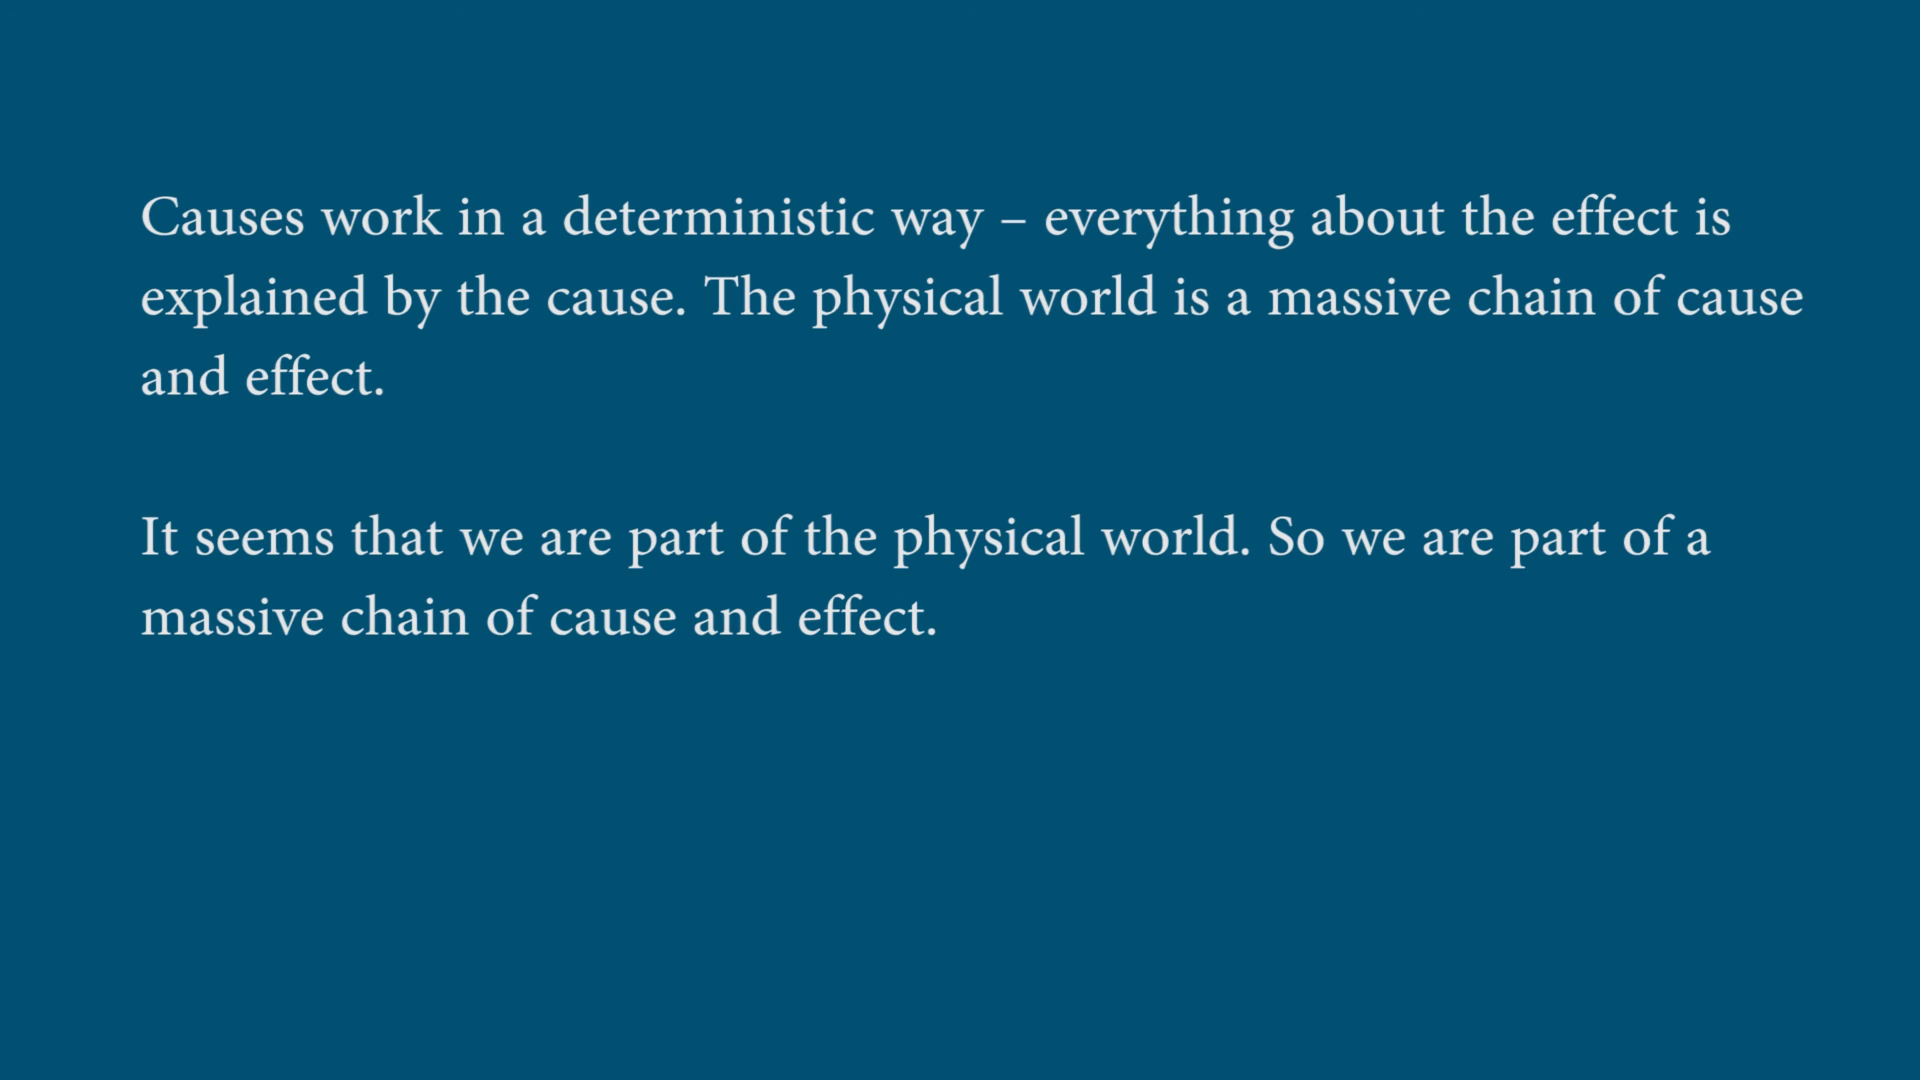 Causes work in a deterministic way – everything about the effect is
explained by the cause. The physical world is a massive chain of cause
and effect.
It seems that we are part of the physical world. So we are part of a
massive chain of cause and effect.